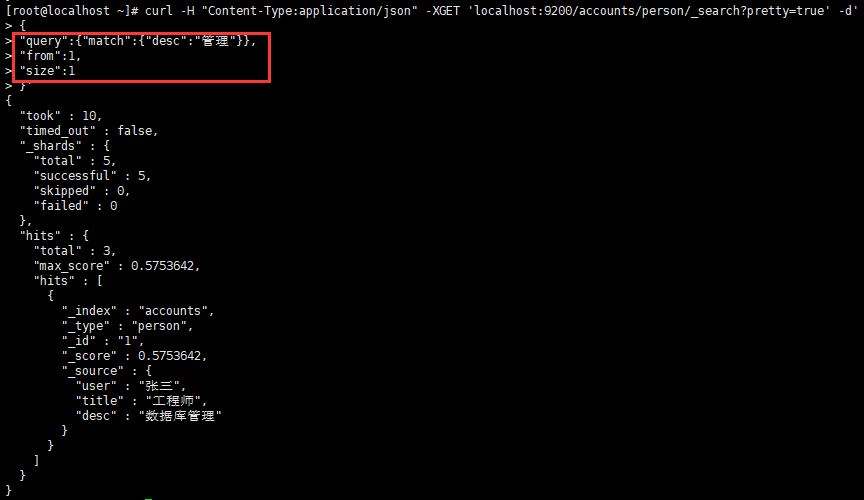 [root@localhost ~]# curl -H "Content-Type:application/json" -XGET 'localhost:9200/accounts/person/_search?pretty=true' -d'
> {
> "query":{"match":{"desc":"管理"}},
> "from":1,
> "size":1
> }'
{
  "took" : 10,
  "timed_out" : false,
  "_shards" : {
    "total" : 5,
    "successful" : 5,
    "skipped" : 0,
    "failed" : 0
  },
  "hits" : {
    "total" : 3,
    "max_score" : 0.5753642,
    "hits" : [
      {
        "_index" : "accounts",
        "_type" : "person",
        "_id" : "1",
        "_score" : 0.5753642,
        "_source" : {
          "user" : "张三",
          "title" : "工程师",
          "desc" : "数据库管理"
        }
      }
    ]
  }
}